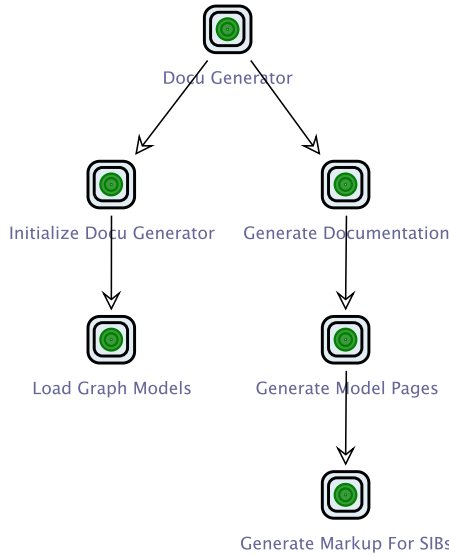 Docu Generator
Initialize Docu Generator
Generate Documentation
Load Graph Models
Generate Model Pages
Generate Markup For SIBs